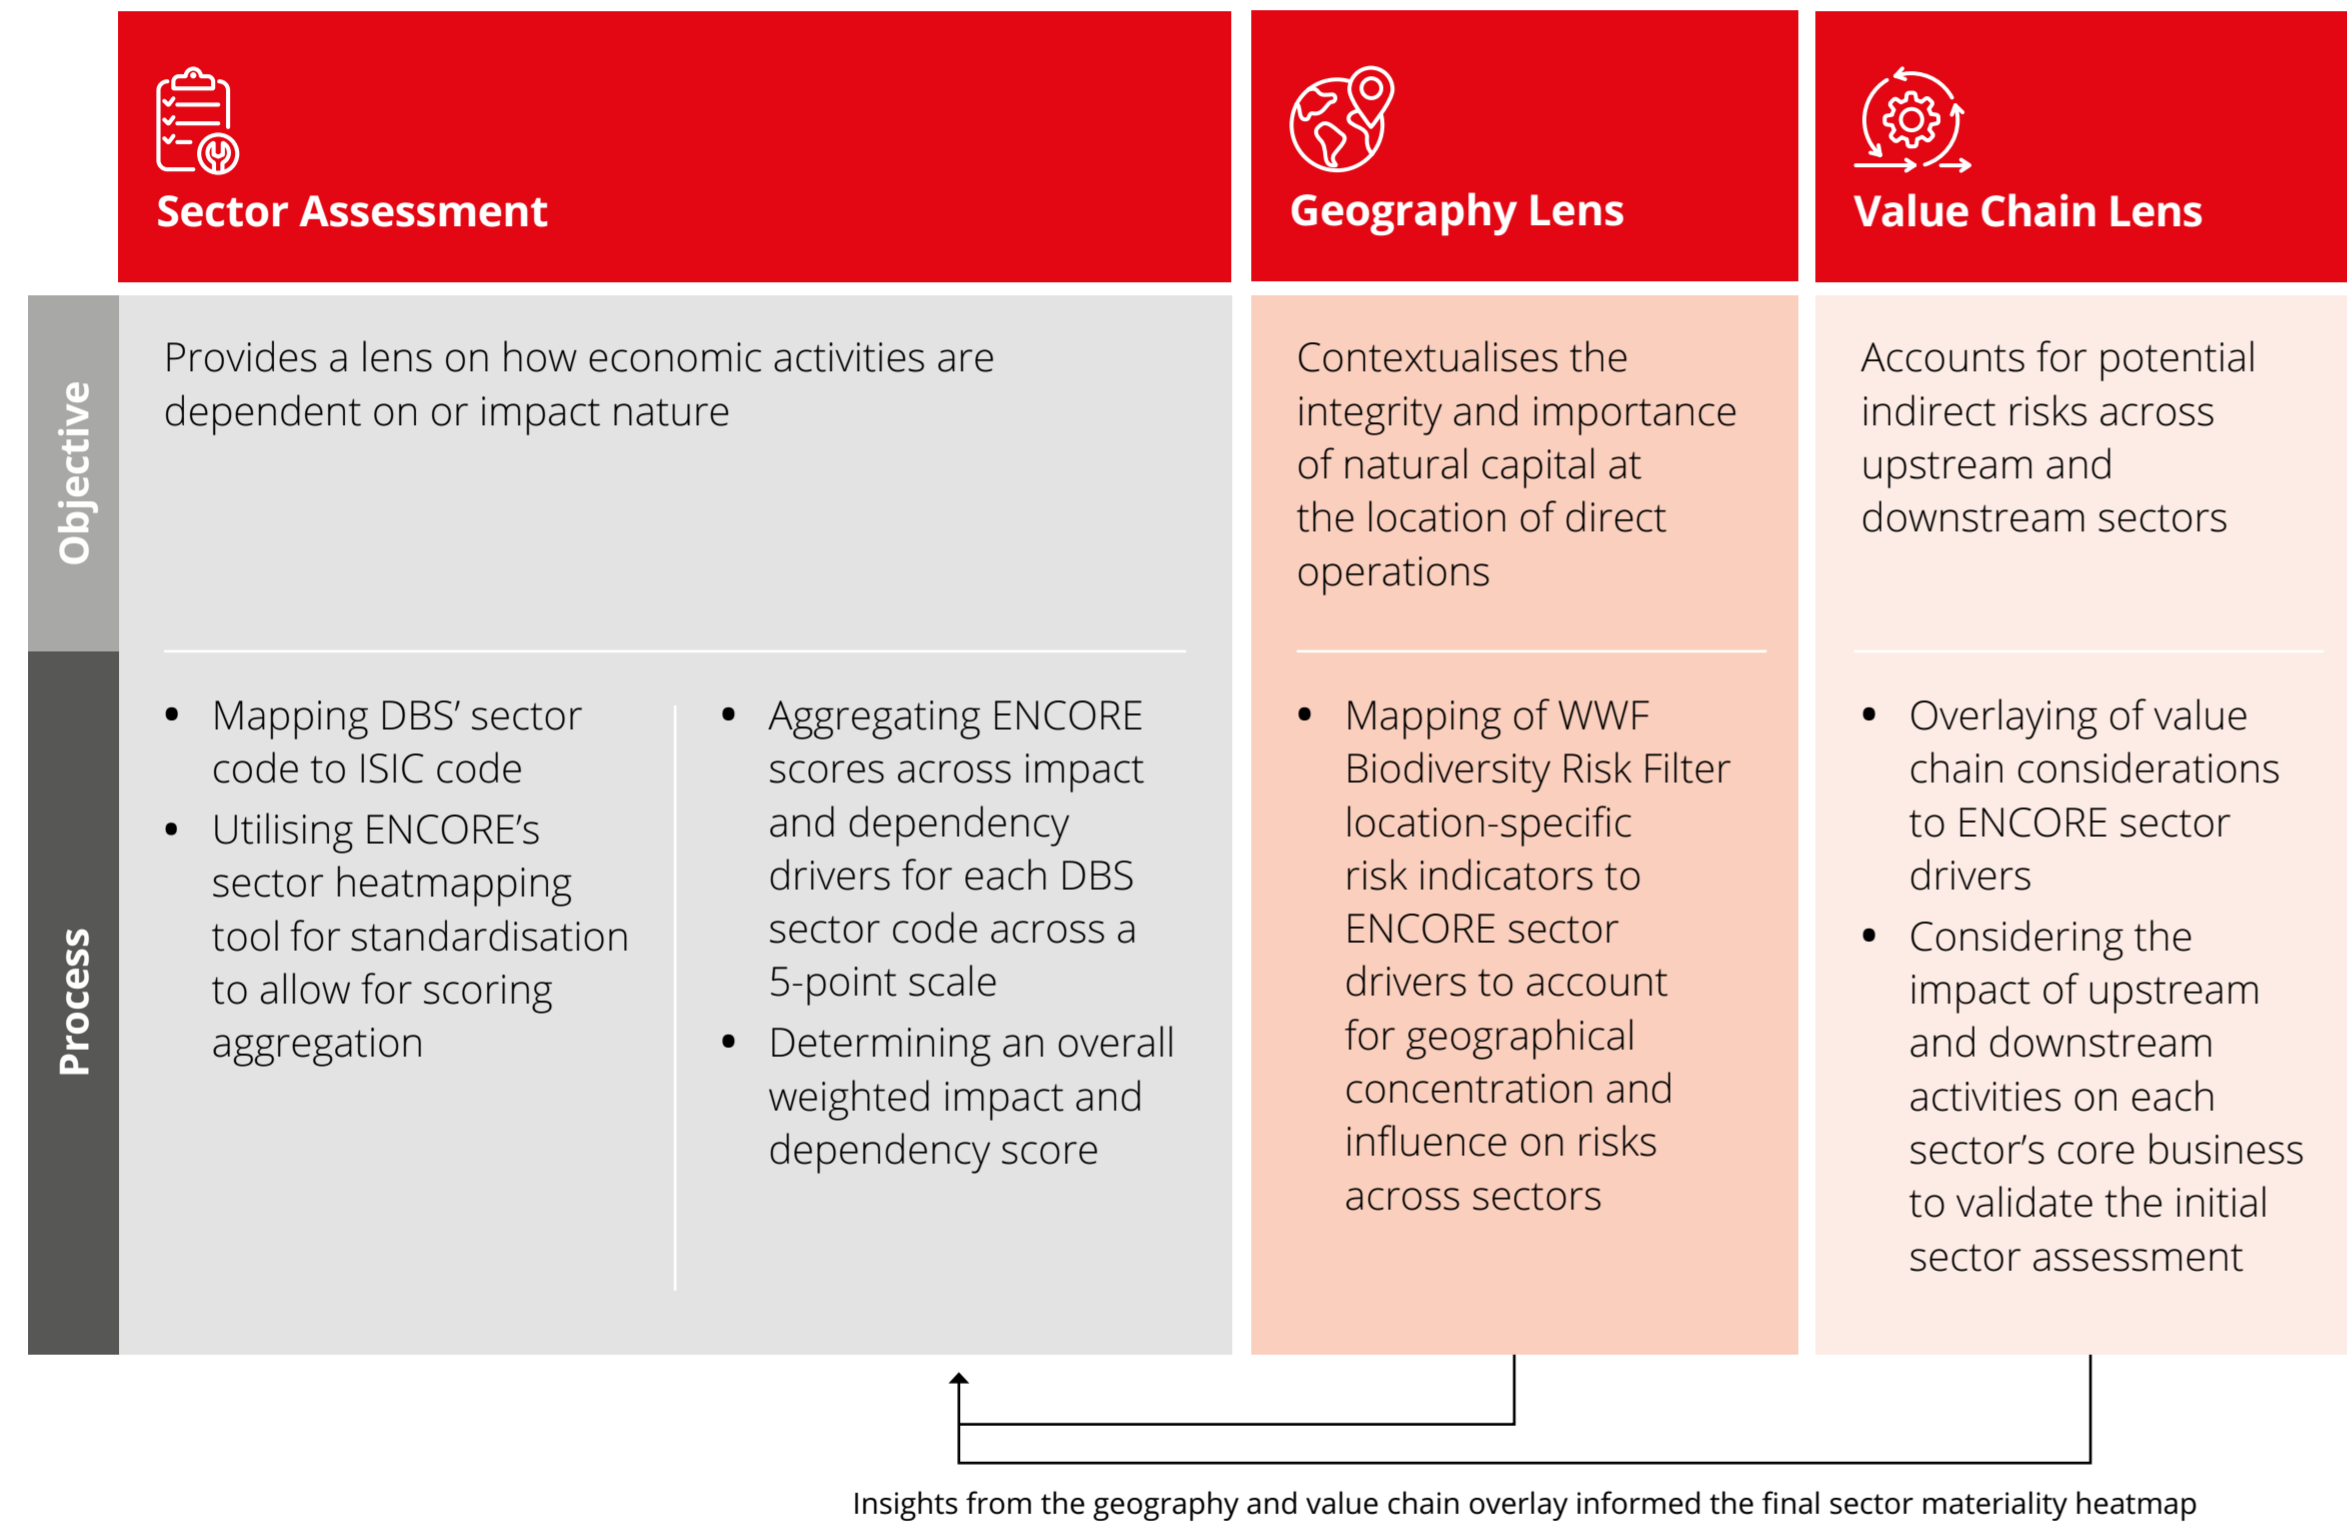 Sector Assessment
Geography Lens
Value Chain Lens
Objective
Provides a lens on how economic activities are
dependent on or impact nature
Contextualises the
integrity and importance
of natural capital at
the location of direct
operations
Accounts for potential
indirect risks across
upstream and
downstream sectors
Process
• Mapping DBS’ sector
code to ISIC code
• Utilising ENCORE’s
sector heatmapping
tool for standardisation
to allow for scoring
aggregation
• Aggregating ENCORE
scores across impact
and dependency
drivers for each DBS
sector code across a
5-point scale
• Determining an overall
weighted impact and
dependency score
• Mapping of WWF
Biodiversity Risk Filter
location-specific
risk indicators to
ENCORE sector
drivers to account
for geographical
concentration and
influence on risks
across sectors
• Overlaying of value
chain considerations
to ENCORE sector
drivers
• Considering the
impact of upstream
and downstream
activities on each
sector’s core business
to validate the initial
sector assessment
Insights from the geography and value chain overlay informed the final sector materiality heatmap